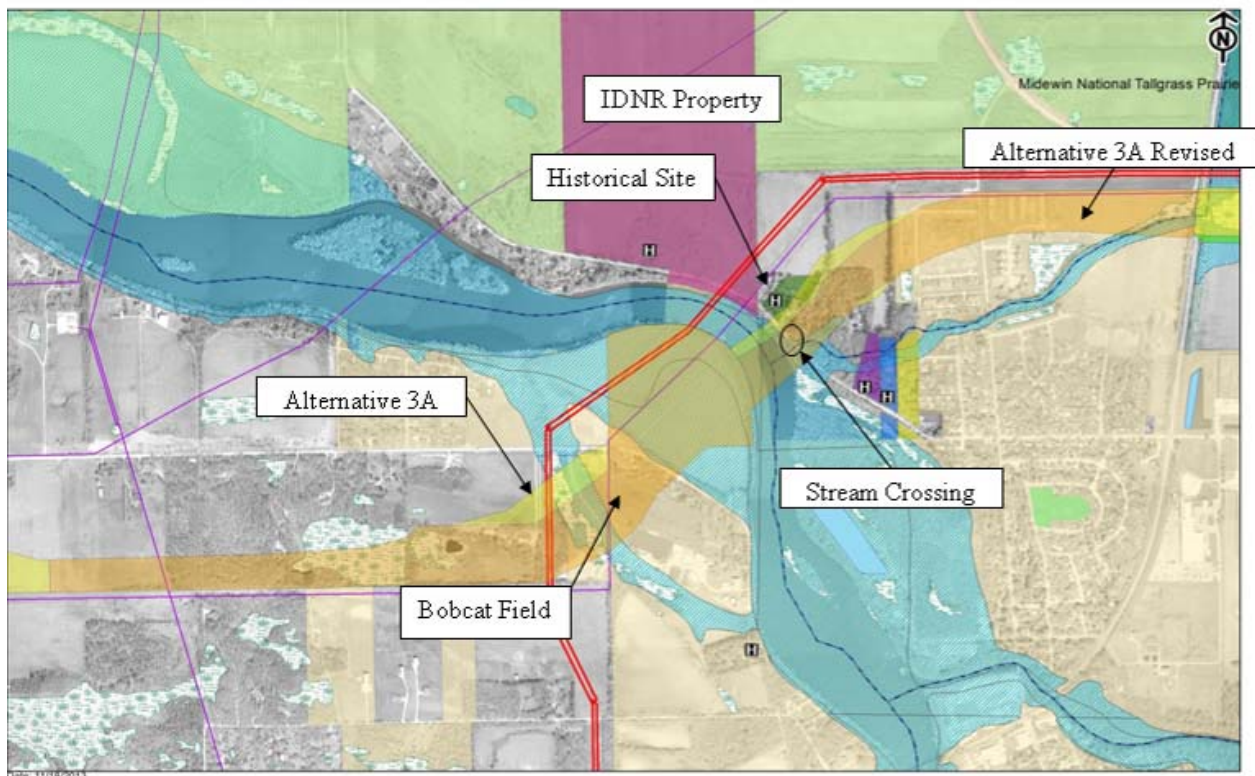 N
IDNR Property
Midewin National Tallgrass Prairie
Alternative 3A Revised
Historical Site
H
H
H
H
Alternative 3A
Stream Crossing
Bobcat Field
H